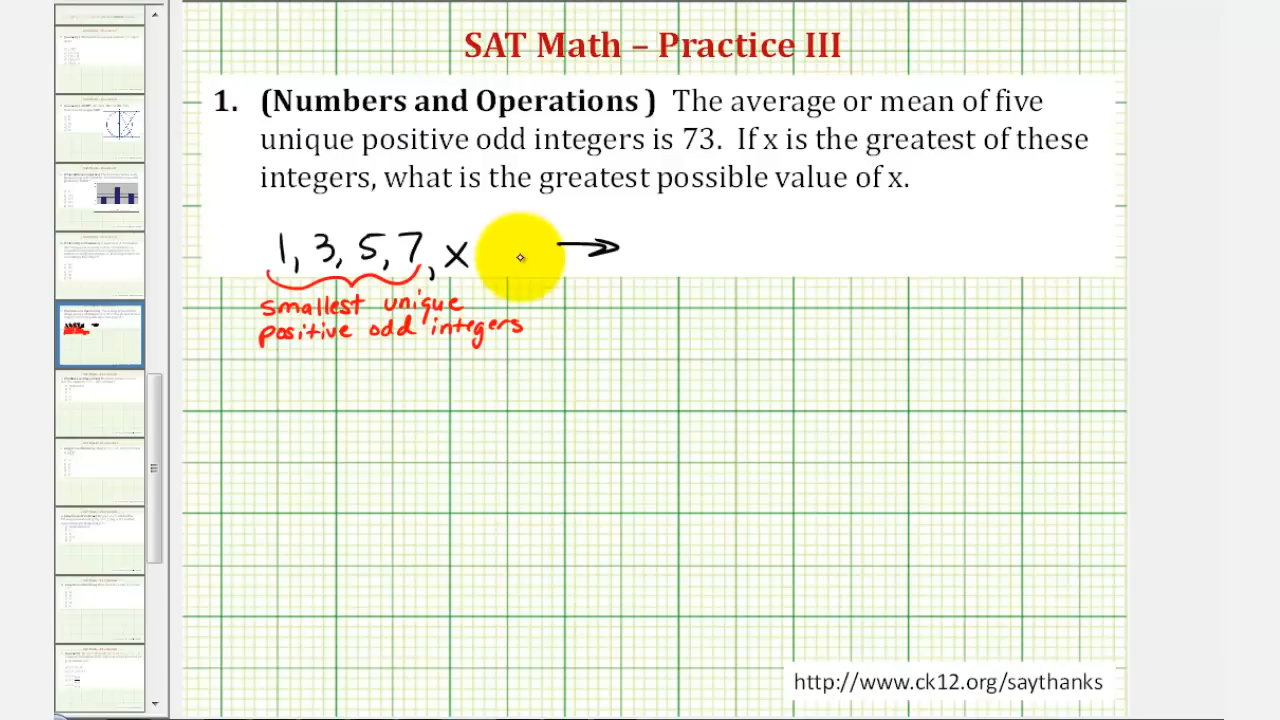 SAT Math – Practice III
1. (Numbers and Operations ) The average or mean of five
unique positive odd integers is 73. If x is the greatest of these
integers, what is the greatest possible value of x.
1, 3, 5, 7, x →
smallest unique
positive odd integers
http://www.ck12.org/saythanks